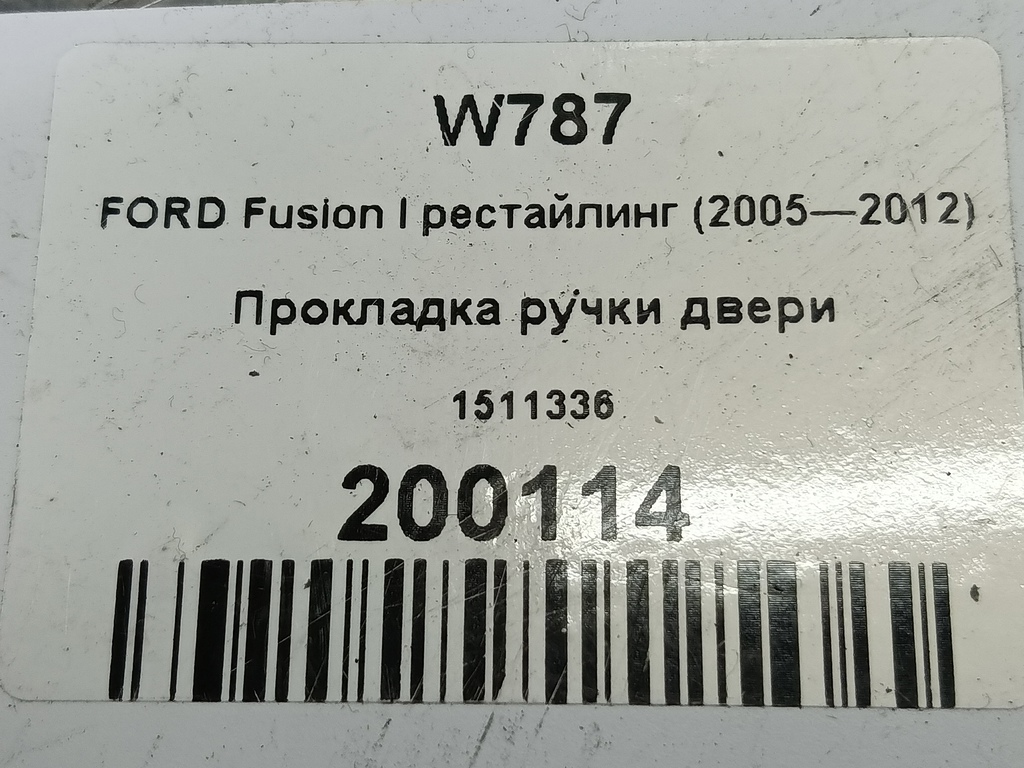 W787
FORD Fusion I рестайлинг (2005—2012)
Прокладка ручки двери
1511336
200114